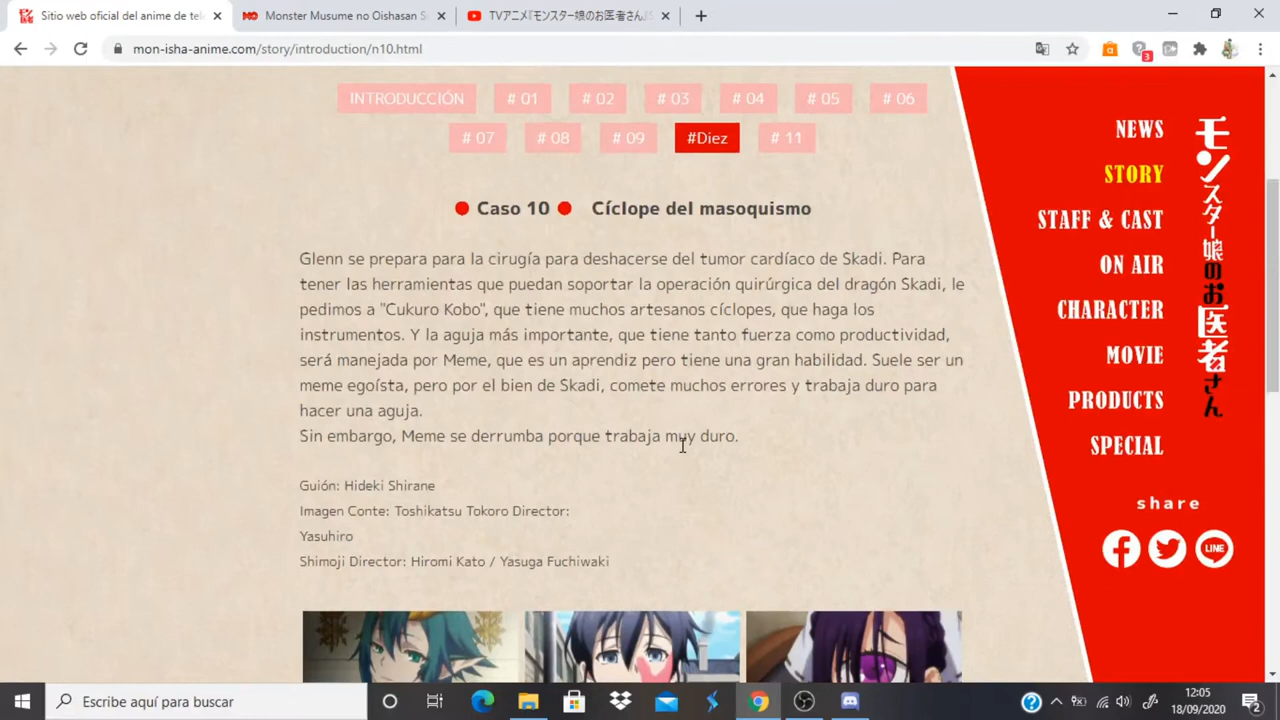 Sitio web oficial del anime de tel
Monster Musume no Oishasan S
TVアニメ『モンスター娘のお医者さん』S
mon-isha-anime.com/story/introduction/n10.html
3
INTRODUCCIÓN # 01 # 02 # 03 # 04 # 05 # 06
# 07 # 08 # 09 #Diez # 11
Caso 10 Cíclope del masoquismo
Glenn se prepara para la cirugía para deshacerse del tumor cardíaco de Skadi. Para
tener las herramientas que puedan soportar la operación quirúrgica del dragón Skadi, le
pedimos a "Cukuro Kobo", que tiene muchos artesanos cíclopes, que haga los
instrumentos. Y la aguja más importante, que tiene tanto fuerza como productividad,
será manejada por Meme, que es un aprendiz pero tiene una gran habilidad. Suele ser un
meme egoísta, pero por el bien de Skadi, comete muchos errores y trabaja duro para
hacer una aguja.
Sin embargo, Meme se derrumba porque trabaja muy duro.
Guión: Hideki Shirane
Imagen Conte: Toshikatsu Tokoro Director:
Yasuhiro
Shimoji Director: Hiromi Kato / Yasuga Fuchiwaki
NEWS
STORY
STAFF & CAST
ON AIR
CHARACTER
MOVIE
PRODUCTS
SPECIAL
share
LINE
モンスター娘のお医者さん
Escribe aquí para buscar
12:05
18/09/2020
2